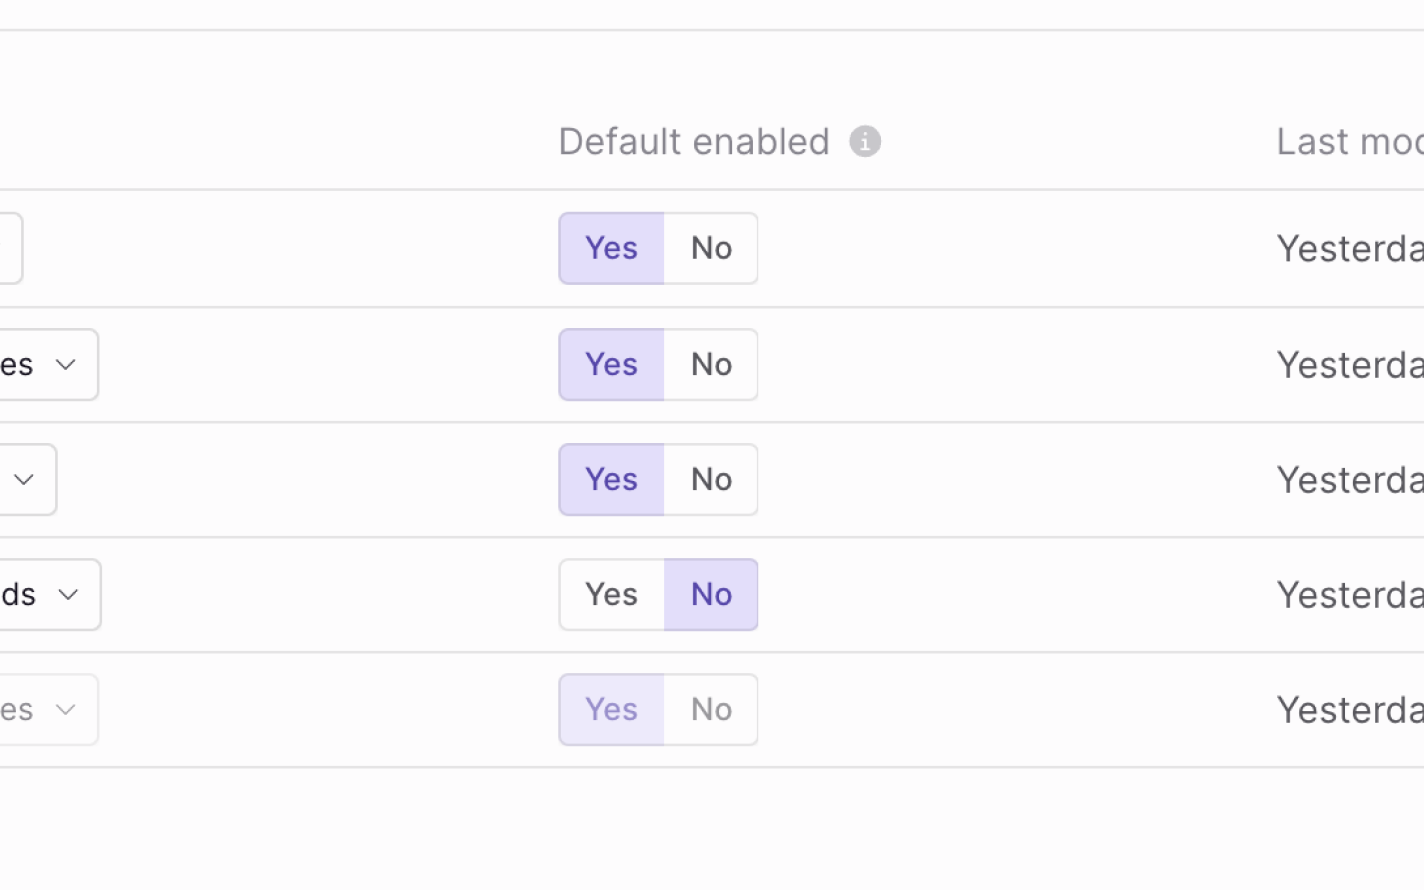 Default enabled Last mod
Yes No Yesterda
es Yes No Yesterda
Yes No Yesterda
ds Yes No Yesterda
es Yes No Yesterda